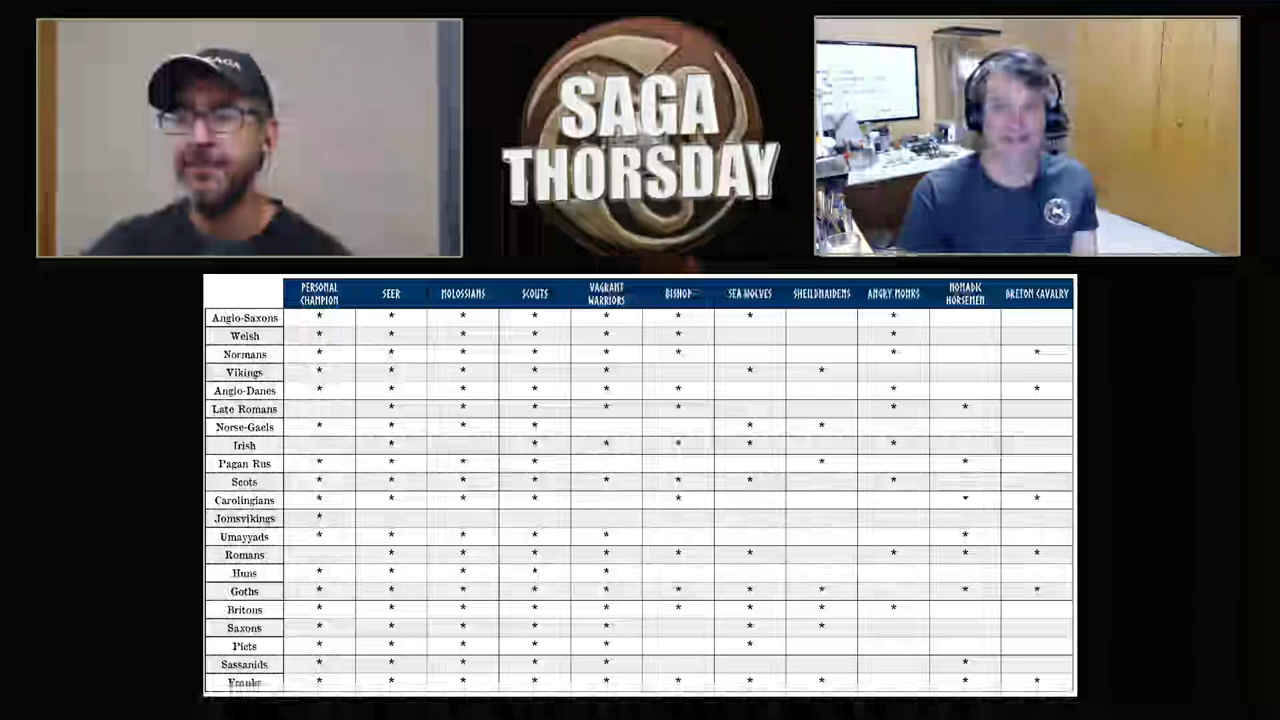 SAGA
SAGA
THORSDAY
PERSONAL CHAMPION SEER MOLOSSIANS SCOUTS VAGRANT WARRIORS BISHOP SEA WOLVES SHEILDMAIDENS ANGRY MONKS NOMADIC HORSEMEN BRETON CAVALRY
Anglo-Saxons * * * * * * * *
Welsh * * * * * * *
Normans * * * * * * * *
Vikings * * * * * * *
Anglo-Danes * * * * * * * *
Late Romans * * * * * * *
Norse-Gaels * * * * * *
Irish * * * * * *
Pagan Rus * * * * * *
Scots * * * * * * * *
Carolingians * * * * * * *
Jomsvikings *
Umayyads * * * * * *
Romans * * * * * * * * *
Huns * * * * *
Goths * * * * * * * * * *
Britons * * * * * * * * *
Saxons * * * * * * *
Picts * * * * * *
Sassanids * * * * * *
Franks * * * * * * * * * *